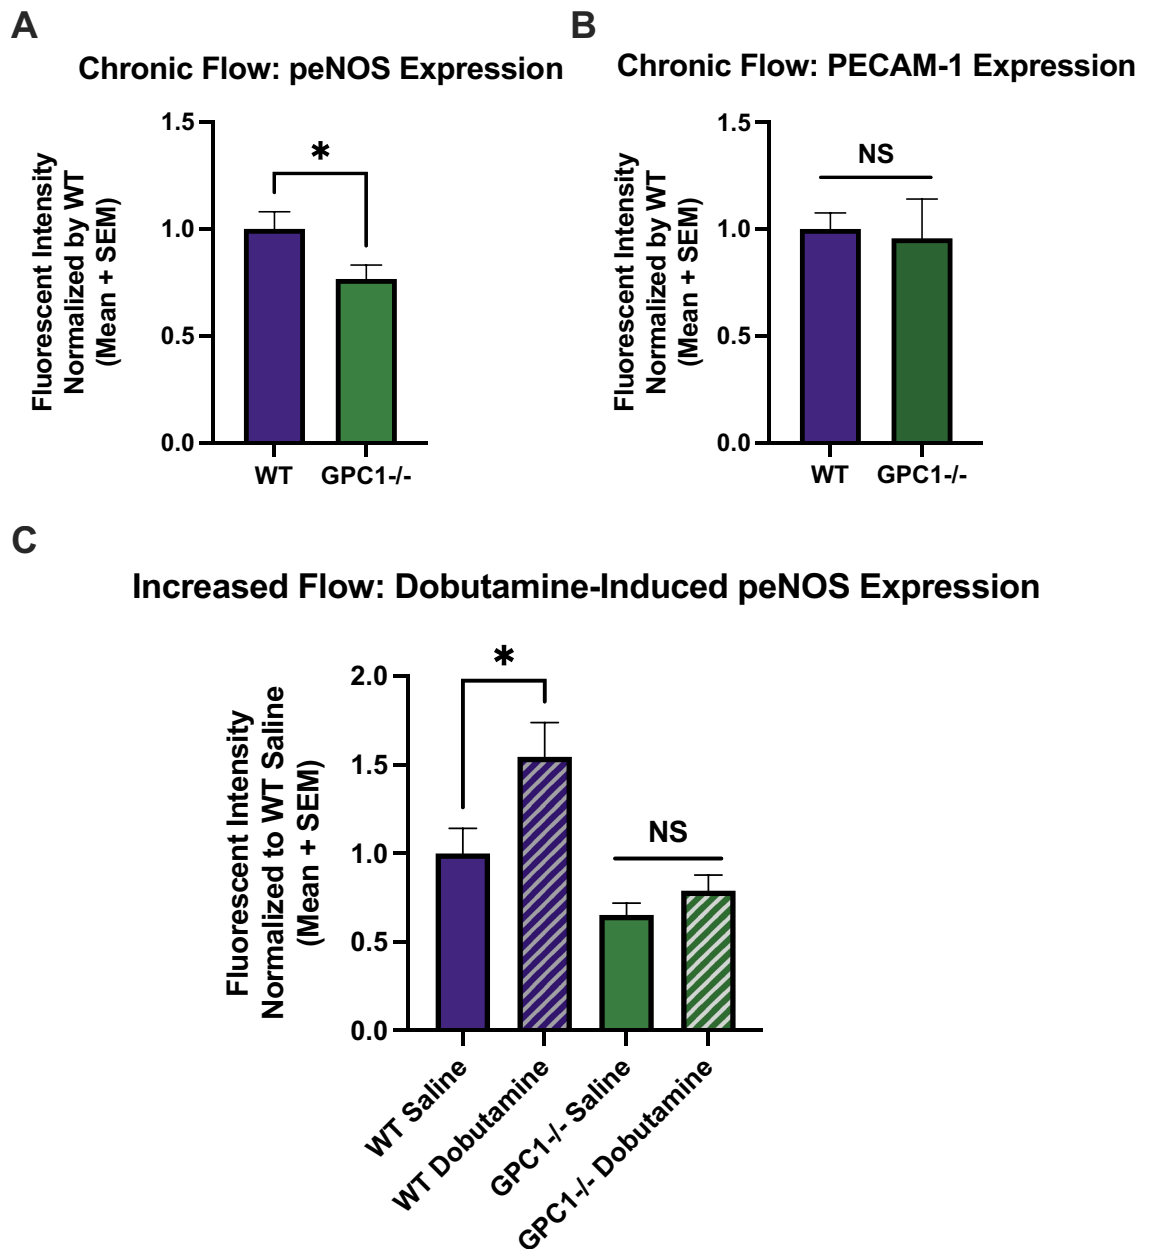 A
Chronic Flow: peNOS Expression
Fluorescent Intensity
Normalized by WT
(Mean + SEM)
1.5
1.0
0.5
0.0
*
WT
GPC1-/-
B
Chronic Flow: PECAM-1 Expression
Fluorescent Intensity
Normalized by WT
(Mean + SEM)
1.5
1.0
0.5
0.0
NS
WT
GPC1-/-
C
Increased Flow: Dobutamine-Induced peNOS Expression
Fluorescent Intensity
Normalized to WT Saline
(Mean + SEM)
2.0
1.5
1.0
0.5
0.0
*
NS
WT Saline
WT Dobutamine
GPC1-/- Saline
GPC1-/- Dobutamine